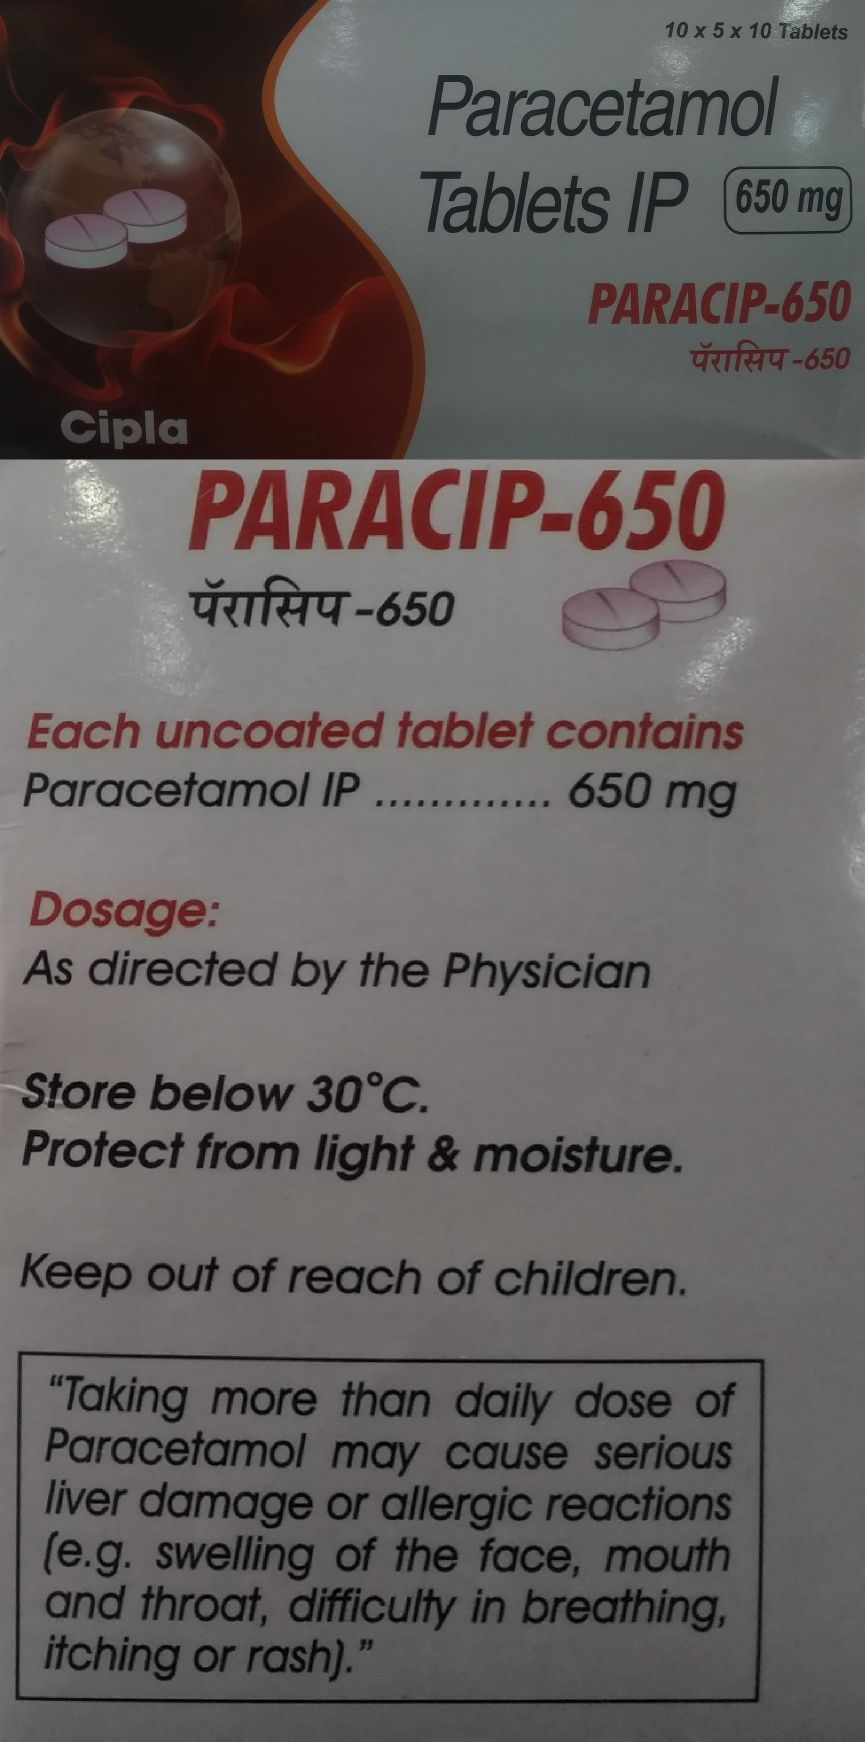 10 x 5 x 10 Tablets
Paracetamol
Tablets IP 650 mg
PARACIP-650
पॅरासिप -650
Cipla
PARACIP-650
पॅरासिप -650
Each uncoated tablet contains
Paracetamol IP ............. 650 mg
Dosage:
As directed by the Physician
Store below 30°C.
Protect from light & moisture.
Keep out of reach of children.
“Taking more than daily dose of
Paracetamol may cause serious
liver damage or allergic reactions
(e.g. swelling of the face, mouth
and throat, difficulty in breathing,
itching or rash).”